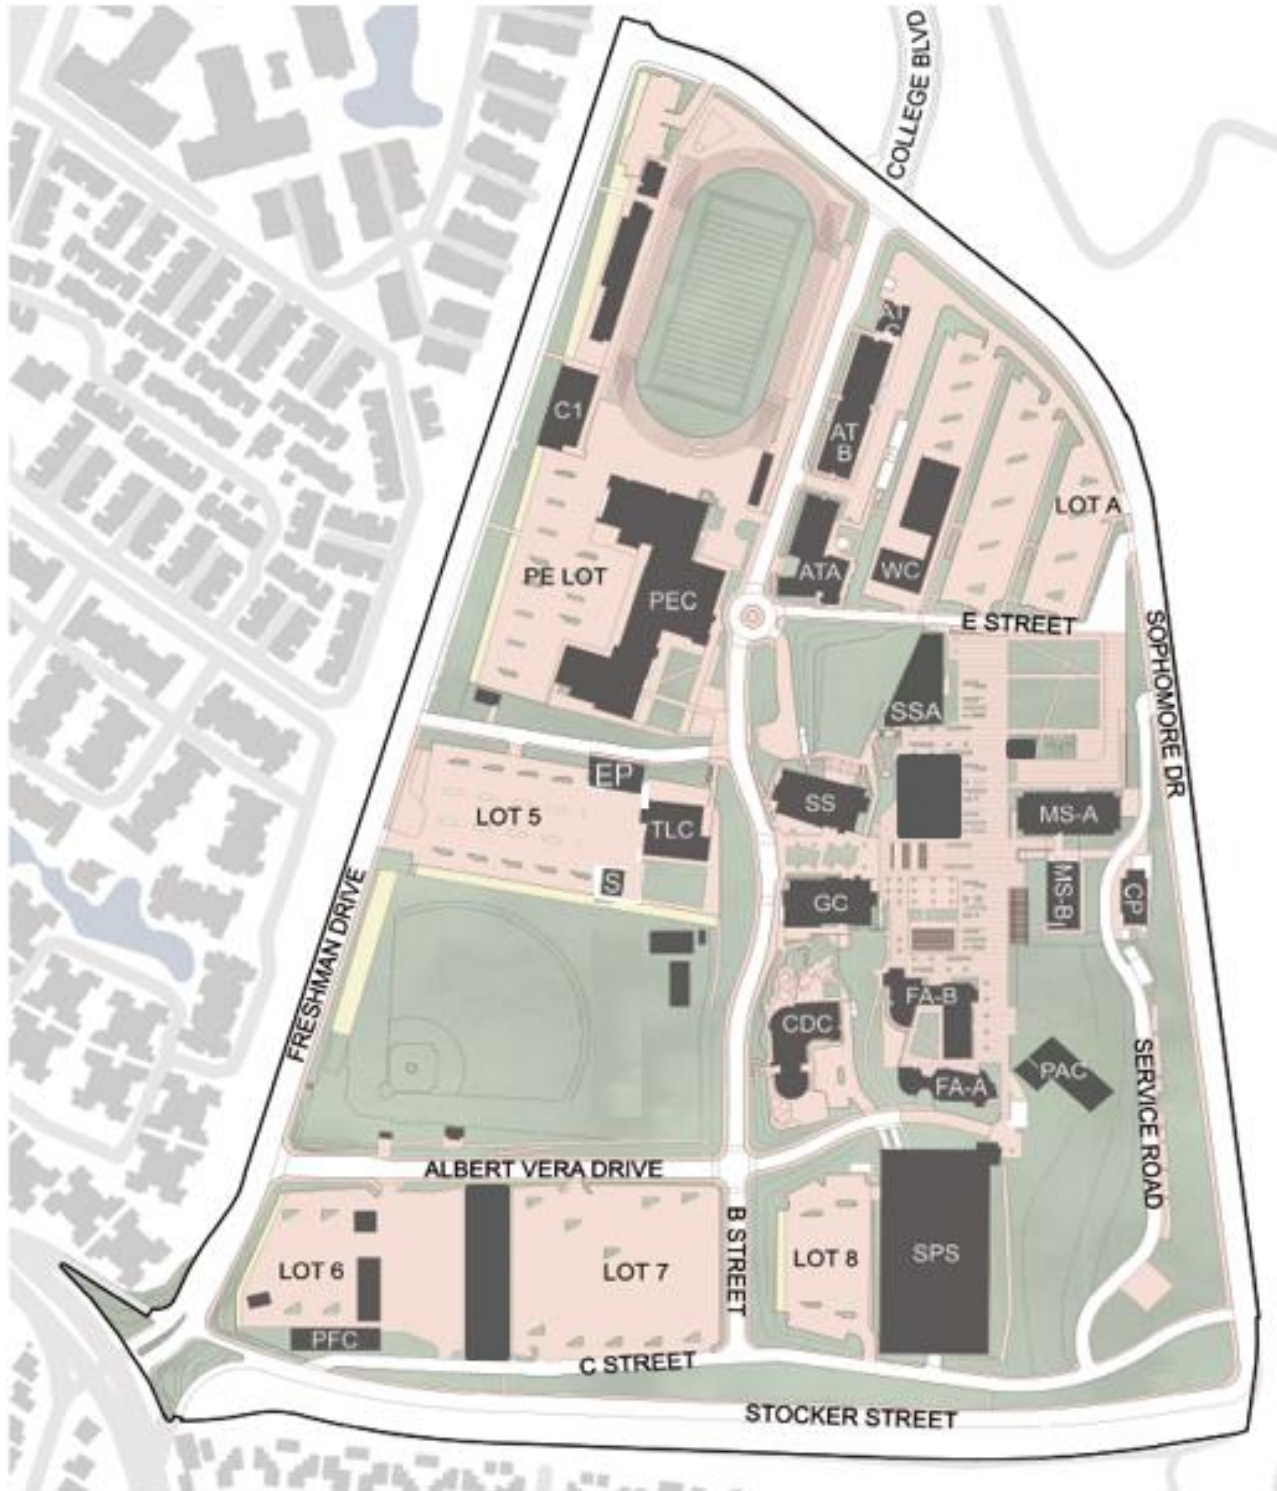 COLLEGE BLVD
C1
AT
B
LOT A
PE LOT
PEC
ATA
WC
E STREET
SOPHOMORE DR
SSA
EP
SS
LOT 5
TLC
MS-A
S
GC
MS-B
CP
FRESHMAN DRIVE
FA-B
CDC
PAC
FA-A
SERVICE ROAD
ALBERT VERA DRIVE
B STREET
LOT 6
LOT 7
LOT 8
SPS
PFC
C STREET
STOCKER STREET